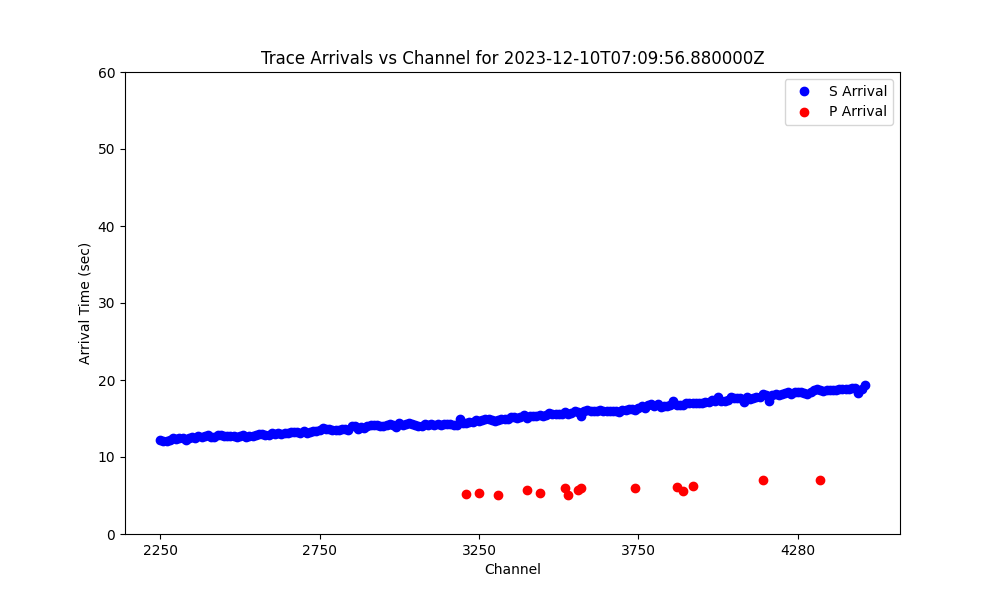 Trace Arrivals vs Channel for 2023-12-10T07:09:56.880000Z
S Arrival
P Arrival
Arrival Time (sec)
60
50
40
30
20
10
0
2250 2750 3250 3750 4280
Channel